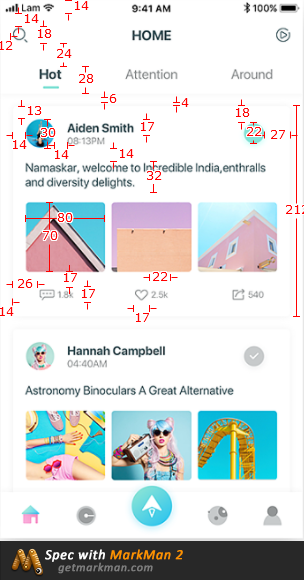 Lam 9:41 AM 100%
14
18
12
HOME
24
Hot Attention Around
28
6
4
13
18
30
Aiden Smith
17
22
27
08:13PM
14
14
14
Namaskar, welcome to Incredible India,enthralls
32
and diversity delights.
212
80
70
17
26
22
1.8k 2.5k 540
17
14
17
Hannah Campbell
04:40AM
Astronomy Binoculars A Great Alternative
Spec with MarkMan 2
getmarkman.com